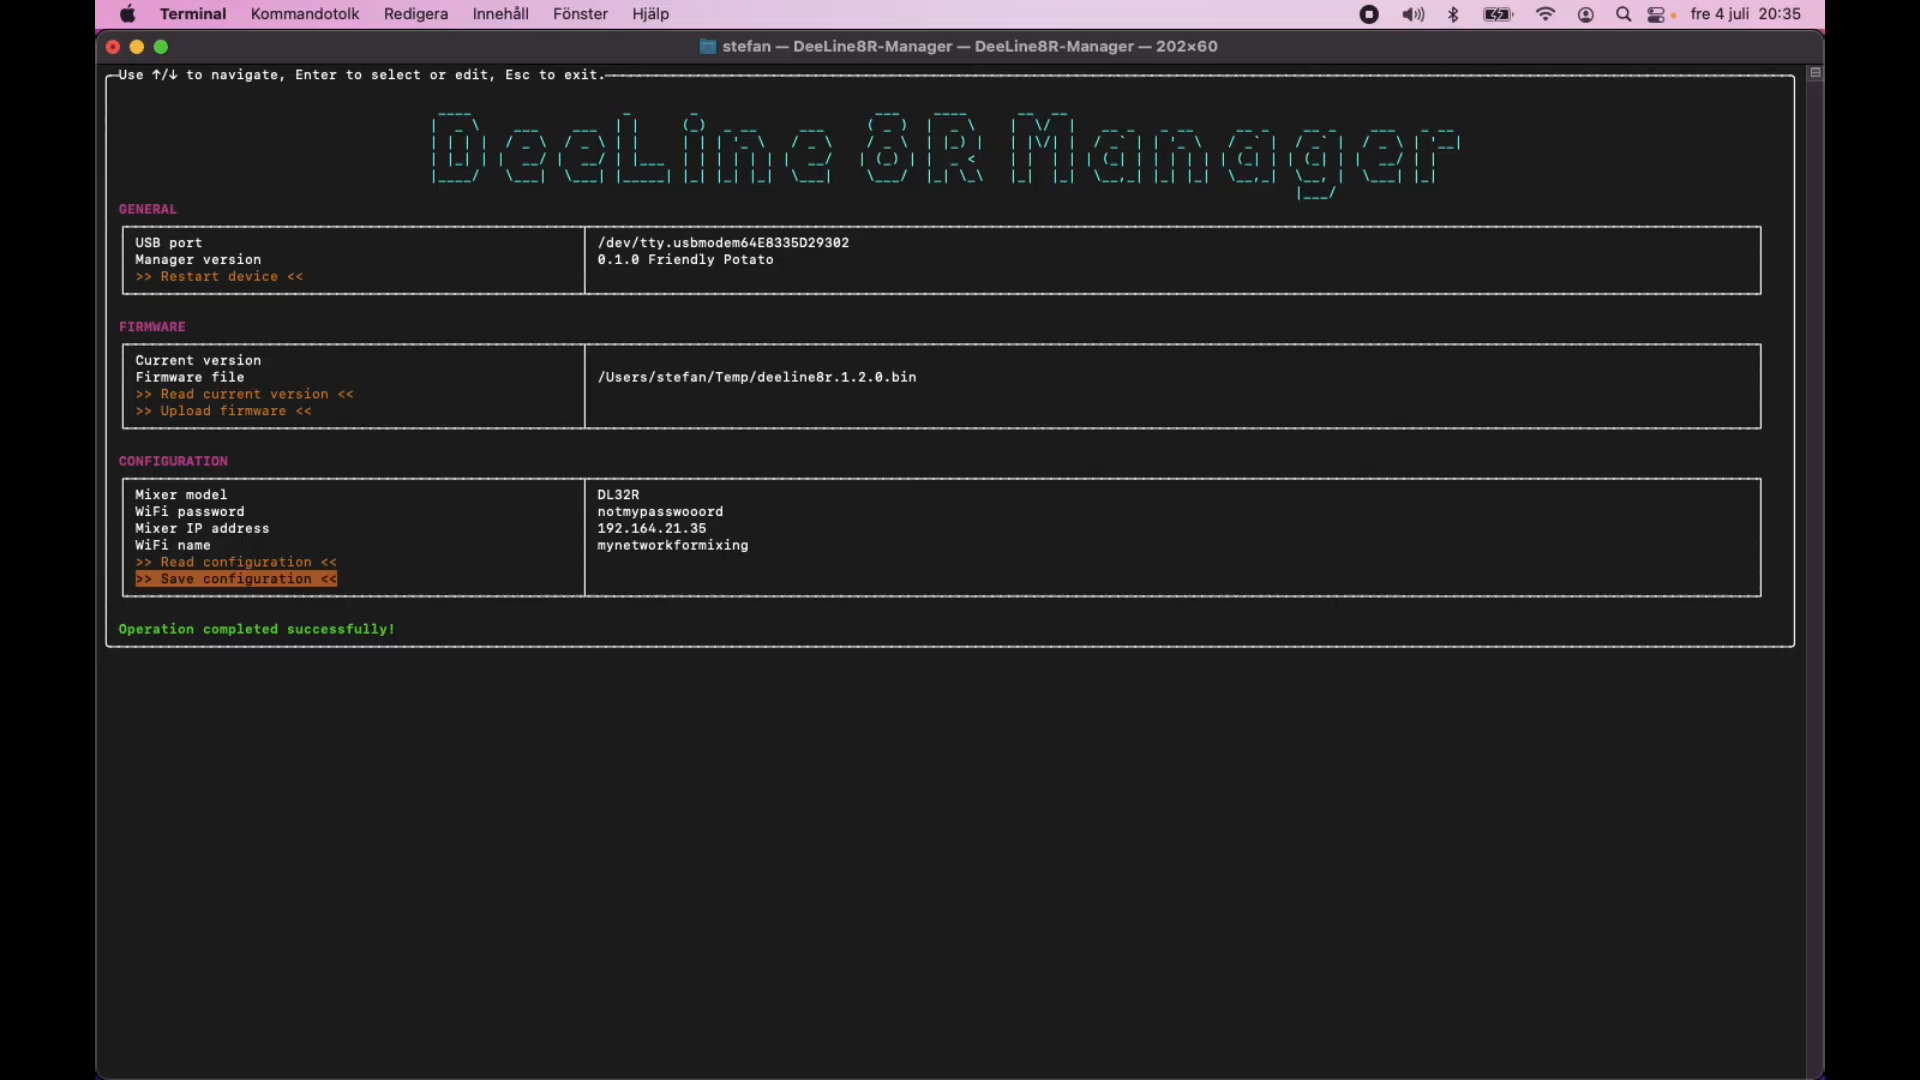 Terminal Kommandotolk Redigera Innehåll Fönster Hjälp fre 4 juli 20:35
stefan — DeeLine8R-Manager — DeeLine8R-Manager — 202×60
Use ↑/↓ to navigate, Enter to select or edit, Esc to exit.
DeeLine 8R Manager
GENERAL
USB port /dev/tty.usbmodem64E8335D29302
Manager version 0.1.0 Friendly Potato
>> Restart device <<
FIRMWARE
Current version
Firmware file /Users/stefan/Temp/deeline8r.1.2.0.bin
>> Read current version <<
>> Upload firmware <<
CONFIGURATION
Mixer model DL32R
WiFi password notmypasswooord
Mixer IP address 192.164.21.35
WiFi name mynetworkformixing
>> Read configuration <<
>> Save configuration <<
Operation completed successfully!